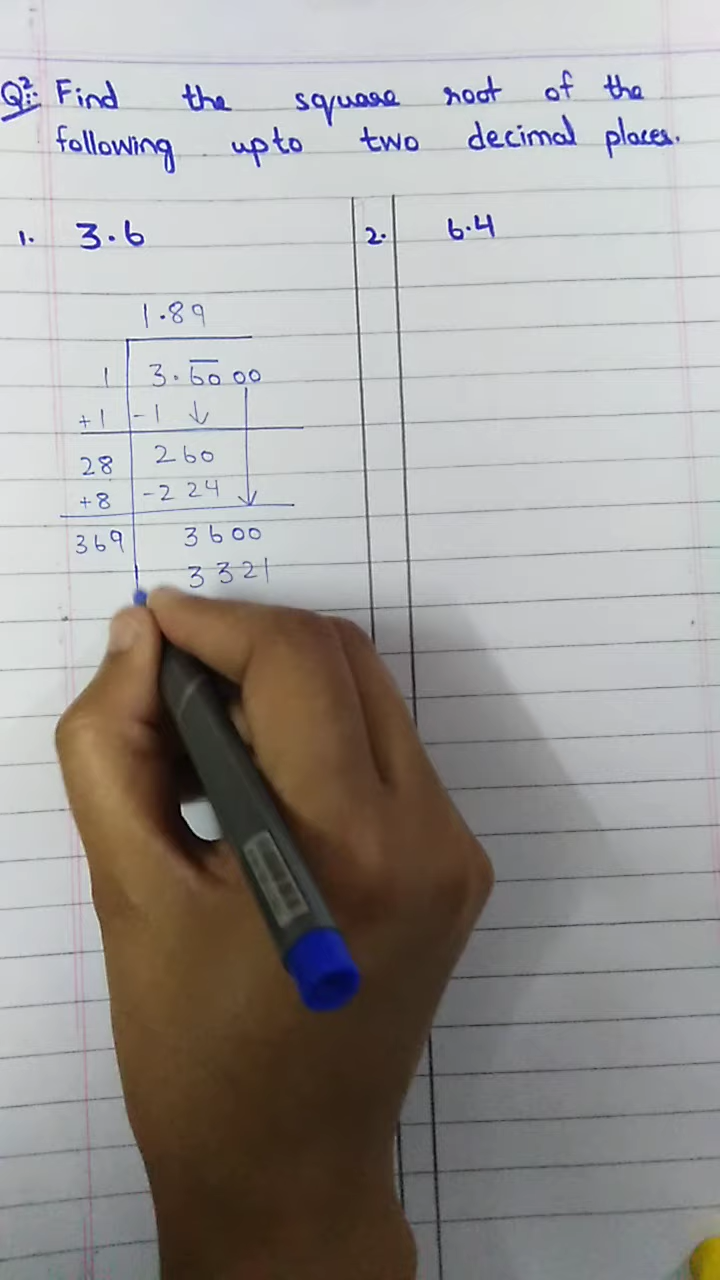 Q2: Find the square root of the
following upto two decimal places.
1. 3.6
2. 6.4
1.89
1 3.60 00
+1 -1 ↓
28 260
+8 -224
369 3600
3321